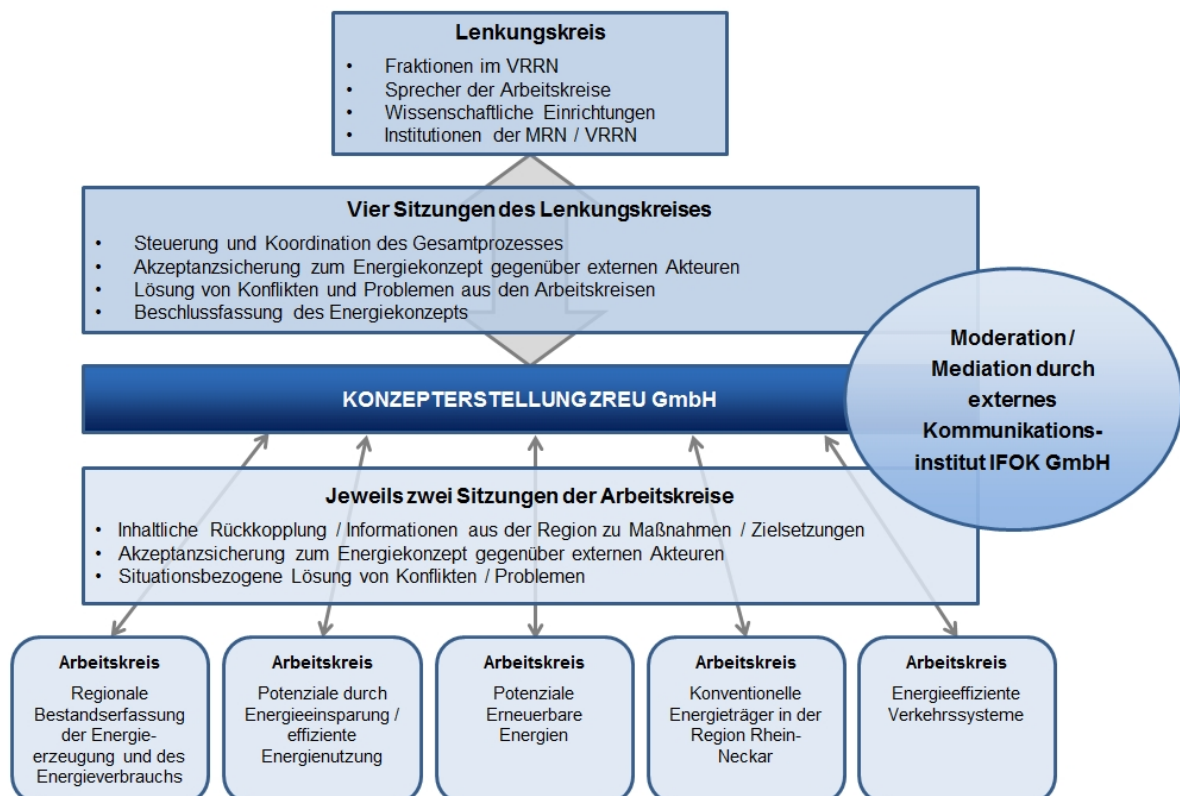 Lenkungskreis
• Fraktionen im VRRN
• Sprecher der Arbeitskreise
• Wissenschaftliche Einrichtungen
• Institutionen der MRN / VRRN
Vier Sitzungen des Lenkungskreises
• Steuerung und Koordination des Gesamtprozesses
• Akzeptanzsicherung zum Energiekonzept gegenüber externen Akteuren
• Lösung von Konflikten und Problemen aus den Arbeitskreisen
• Beschlussfassung des Energiekonzepts
Moderation /
Mediation durch
externes
Kommunikations-
institut IFOK GmbH
KONZEPTERSTELLUNG ZREU GmbH
Jeweils zwei Sitzungen der Arbeitskreise
• Inhaltliche Rückkopplung / Informationen aus der Region zu Maßnahmen / Zielsetzungen
• Akzeptanzsicherung zum Energiekonzept gegenüber externen Akteuren
• Situationsbezogene Lösung von Konflikten / Problemen
Arbeitskreis
Regionale
Bestandserfassung
der Energie-
erzeugung und des
Energieverbrauchs
Arbeitskreis
Potenziale durch
Energieeinsparung /
effiziente
Energienutzung
Arbeitskreis
Potenziale
Erneuerbare
Energien
Arbeitskreis
Konventionelle
Energieträger in der
Region Rhein-
Neckar
Arbeitskreis
Energieeffiziente
Verkehrssysteme